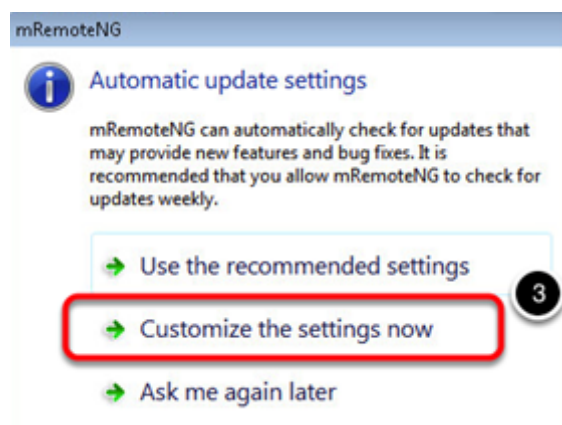 mRemoteNG
Automatic update settings
mRemoteNG can automatically check for updates that
may provide new features and bug fixes. It is
recommended that you allow mRemoteNG to check for
updates weekly.
Use the recommended settings
3
Customize the settings now
Ask me again later